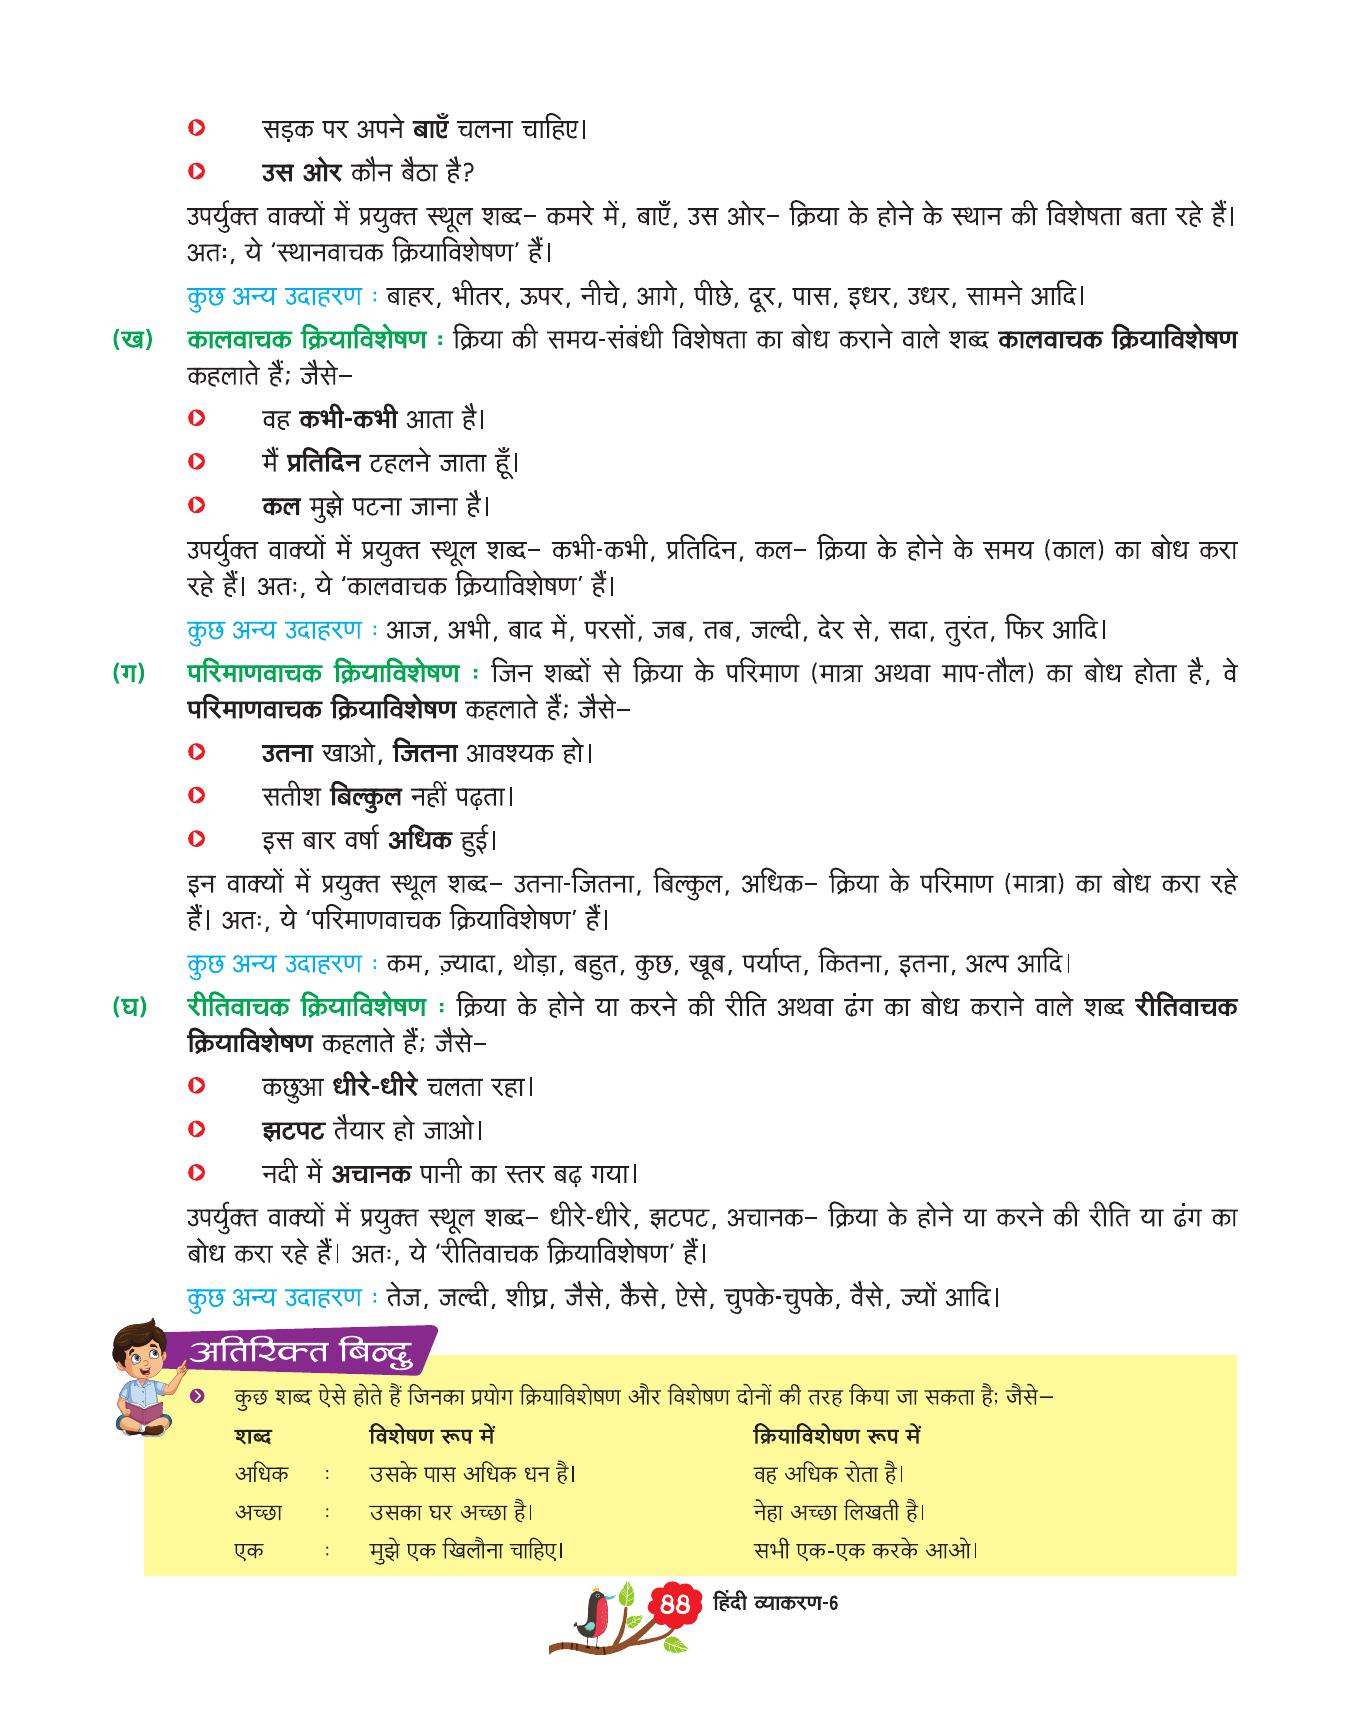 सड़क पर अपने बाएँ चलना चाहिए।
उस ओर कौन बैठा है?
उपर्युक्त वाक्यों में प्रयुक्त स्थूल शब्द– कमरे में, बाएँ, उस ओर– क्रिया के होने के स्थान की विशेषता बता रहे हैं।
अतः, ये ‘स्थानवाचक क्रियाविशेषण’ हैं।
कुछ अन्य उदाहरण : बाहर, भीतर, ऊपर, नीचे, आगे, पीछे, दूर, पास, इधर, उधर, सामने आदि।
(ख) कालवाचक क्रियाविशेषण : क्रिया की समय-संबंधी विशेषता का बोध कराने वाले शब्द कालवाचक क्रियाविशेषण
कहलाते हैं; जैसे–
वह कभी-कभी आता है।
मैं प्रतिदिन टहलने जाता हूँ।
कल मुझे पटना जाना है।
उपर्युक्त वाक्यों में प्रयुक्त स्थूल शब्द– कभी-कभी, प्रतिदिन, कल– क्रिया के होने के समय (काल) का बोध करा
रहे हैं। अतः, ये ‘कालवाचक क्रियाविशेषण’ हैं।
कुछ अन्य उदाहरण : आज, अभी, बाद में, परसों, जब, तब, जल्दी, देर से, सदा, तुरंत, फिर आदि।
(ग) परिमाणवाचक क्रियाविशेषण : जिन शब्दों से क्रिया के परिमाण (मात्रा अथवा माप-तौल) का बोध होता है, वे
परिमाणवाचक क्रियाविशेषण कहलाते हैं; जैसे–
उतना खाओ, जितना आवश्यक हो।
सतीश बिल्कुल नहीं पढ़ता।
इस बार वर्षा अधिक हुई।
इन वाक्यों में प्रयुक्त स्थूल शब्द– उतना-जितना, बिल्कुल, अधिक– क्रिया के परिमाण (मात्रा) का बोध करा रहे
हैं। अतः, ये ‘परिमाणवाचक क्रियाविशेषण’ हैं।
कुछ अन्य उदाहरण : कम, ज़्यादा, थोड़ा, बहुत, कुछ, खूब, पर्याप्त, कितना, इतना, अल्प आदि।
(घ) रीतिवाचक क्रियाविशेषण : क्रिया के होने या करने की रीति अथवा ढंग का बोध कराने वाले शब्द रीतिवाचक
क्रियाविशेषण कहलाते हैं; जैसे–
कछुआ धीरे-धीरे चलता रहा।
झटपट तैयार हो जाओ।
नदी में अचानक पानी का स्तर बढ़ गया।
उपर्युक्त वाक्यों में प्रयुक्त स्थूल शब्द– धीरे-धीरे, झटपट, अचानक– क्रिया के होने या करने की रीति या ढंग का
बोध करा रहे हैं। अतः, ये ‘रीतिवाचक क्रियाविशेषण’ हैं।
कुछ अन्य उदाहरण : तेज, जल्दी, शीघ्र, जैसे, कैसे, ऐसे, चुपके-चुपके, वैसे, ज्यों आदि।
अतिरिक्त बिन्दु
कुछ शब्द ऐसे होते हैं जिनका प्रयोग क्रियाविशेषण और विशेषण दोनों की तरह किया जा सकता है; जैसे–
शब्द विशेषण रूप में क्रियाविशेषण रूप में
अधिक : उसके पास अधिक धन है। वह अधिक रोता है।
अच्छा : उसका घर अच्छा है। नेहा अच्छा लिखती है।
एक : मुझे एक खिलौना चाहिए। सभी एक-एक करके आओ।
88 हिंदी व्याकरण-6